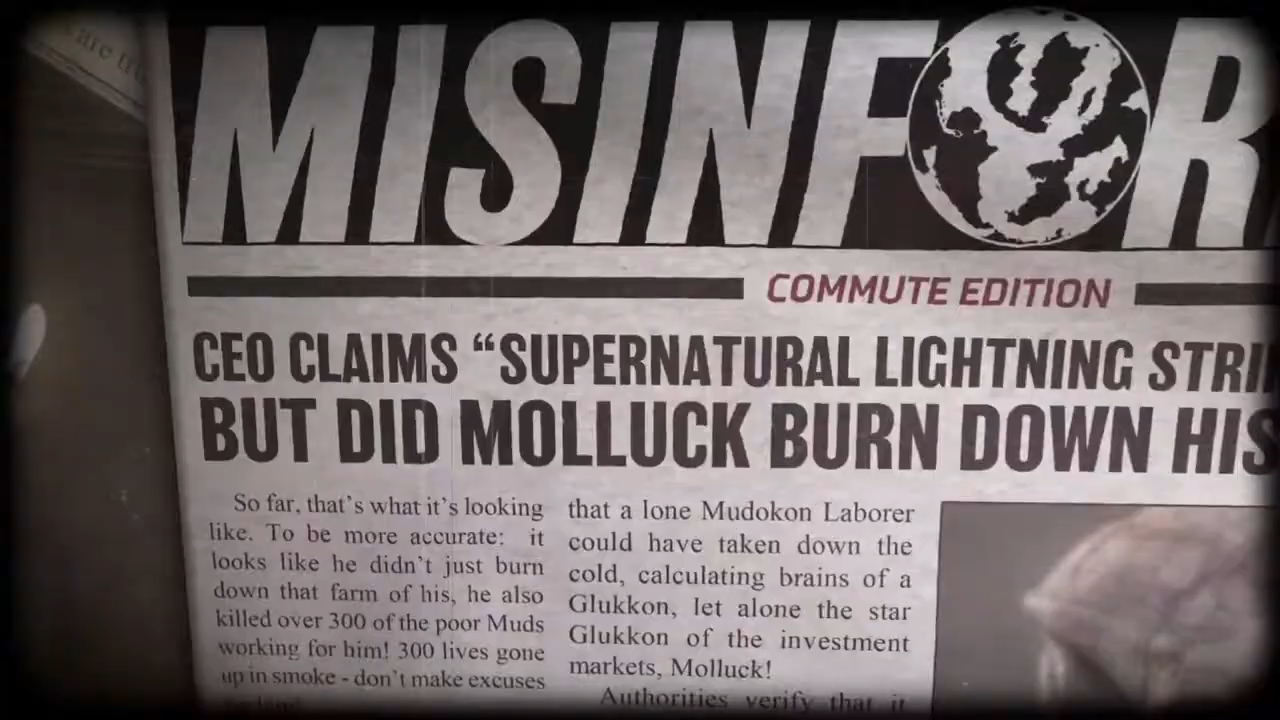 are
MISINFOR
COMMUTE EDITION
CEO CLAIMS “SUPERNATURAL LIGHTNING STRI
BUT DID MOLLUCK BURN DOWN HIS
So far, that’s what it’s looking
like. To be more accurate: it
looks like he didn’t just burn
down that farm of his, he also
killed over 300 of the poor Muds
working for him! 300 lives gone
up in smoke - don’t make excuses
that a lone Mudokon Laborer
could have taken down the
cold, calculating brains of a
Glukkon, let alone the star
Glukkon of the investment
markets, Molluck!
Authorities verify that it